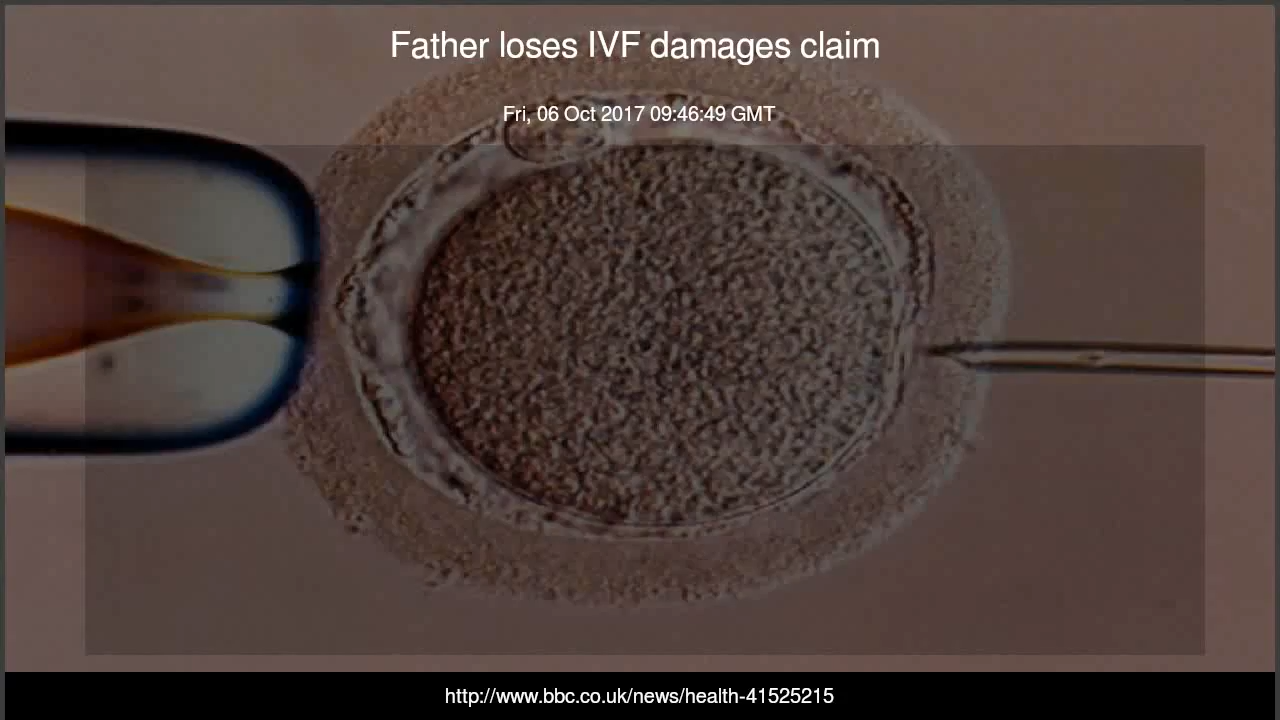 Father loses IVF damages claim
Fri, 06 Oct 2017 09:46:49 GMT
http://www.bbc.co.uk/news/health-41525215